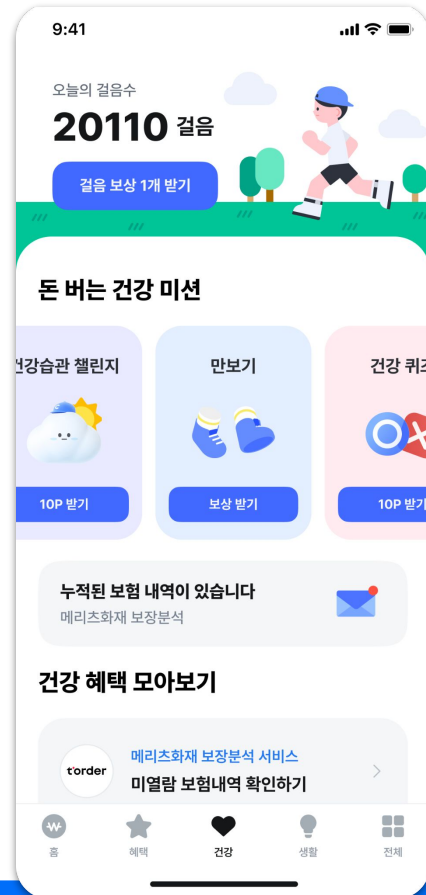 9:41
오늘의 걸음수
20110 걸음
걸음 보상 1개 받기
돈 버는 건강 미션
건강습관 챌린지
만보기
건강 퀴즈
10P 받기
보상 받기
10P 받기
누적된 보험 내역이 있습니다
메리츠화재 보장분석
건강 혜택 모아보기
메리츠화재 보장분석 서비스
t'order
미열람 보험내역 확인하기
홈
혜택
건강
생활
전체